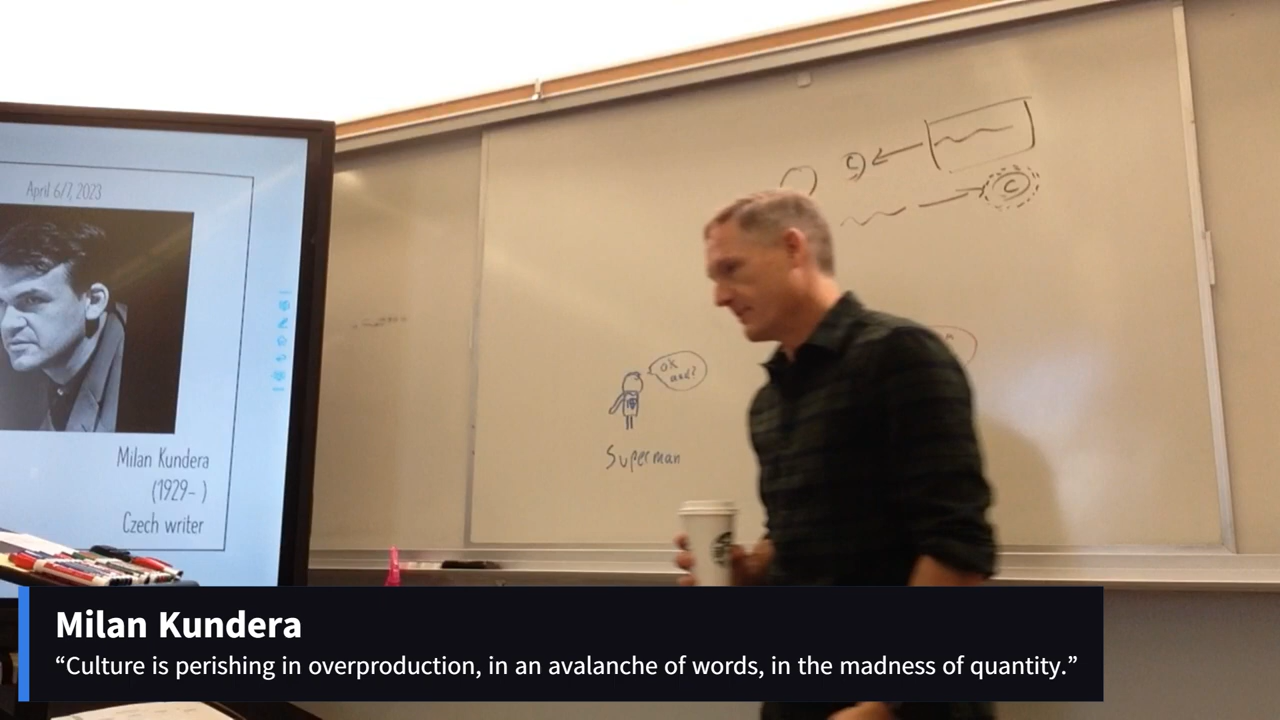 April 6/7, 2023
Milan Kundera
(1929- )
Czech writer
OK
and?
Superman
C
C
Milan Kundera
“Culture is perishing in overproduction, in an avalanche of words, in the madness of quantity.”